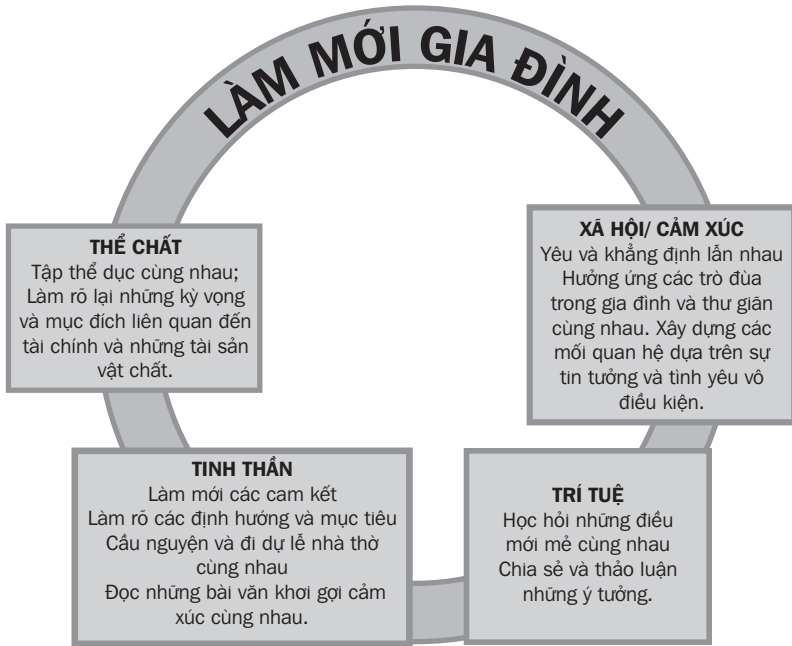 LÀM MỚI GIA ĐÌNH
THỂ CHẤT
Tập thể dục cùng nhau;
Làm rõ lại những kỳ vọng
và mục đích liên quan đến
tài chính và những tài sản
vật chất.
XÃ HỘI/ CẢM XÚC
Yêu và khẳng định lẫn nhau
Hưởng ứng các trò đùa
trong gia đình và thư giãn
cùng nhau. Xây dựng các
mối quan hệ dựa trên sự
tin tưởng và tình yêu vô
điều kiện.
TINH THẦN
Làm mới các cam kết
Làm rõ các định hướng và mục tiêu
Cầu nguyện và đi dự lễ nhà thờ
cùng nhau
Đọc những bài văn khơi gợi cảm
xúc cùng nhau.
TRÍ TUỆ
Học hỏi những điều
mới mẻ cùng nhau
Chia sẻ và thảo luận
những ý tưởng.